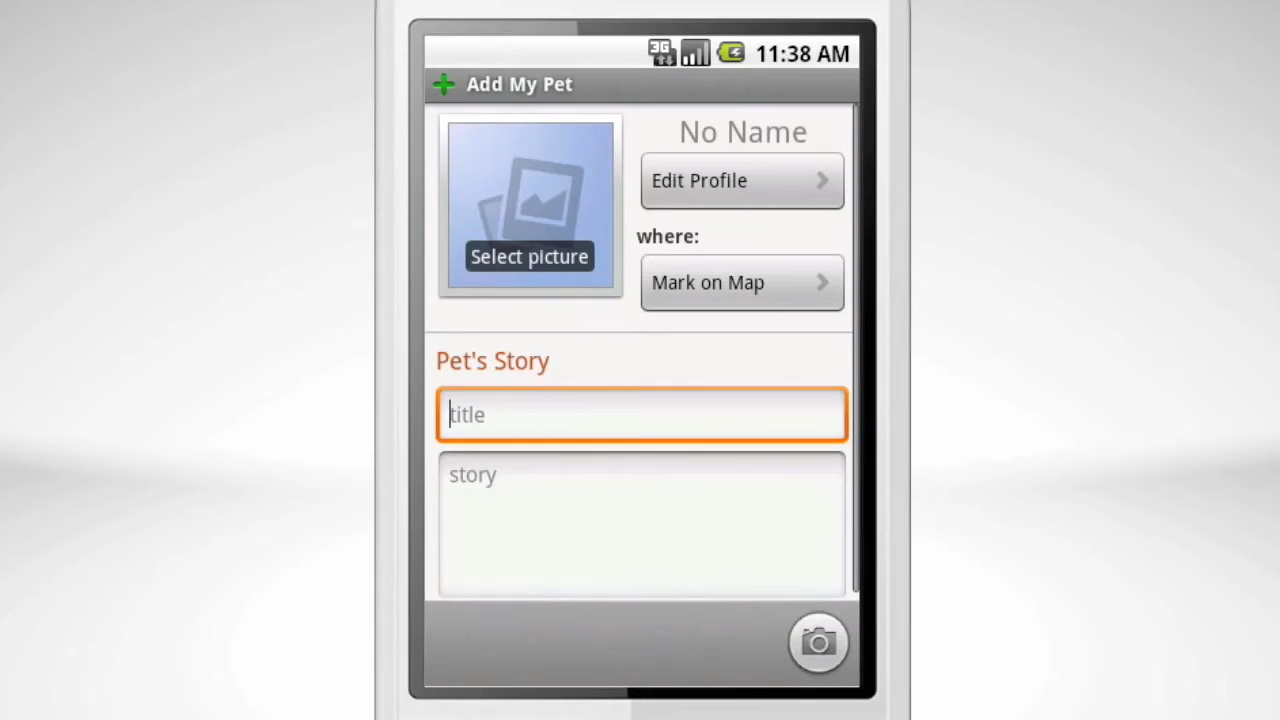 3G 11:38 AM
Add My Pet
No Name
Edit Profile
Select picture
where:
Mark on Map
Pet's Story
title
story